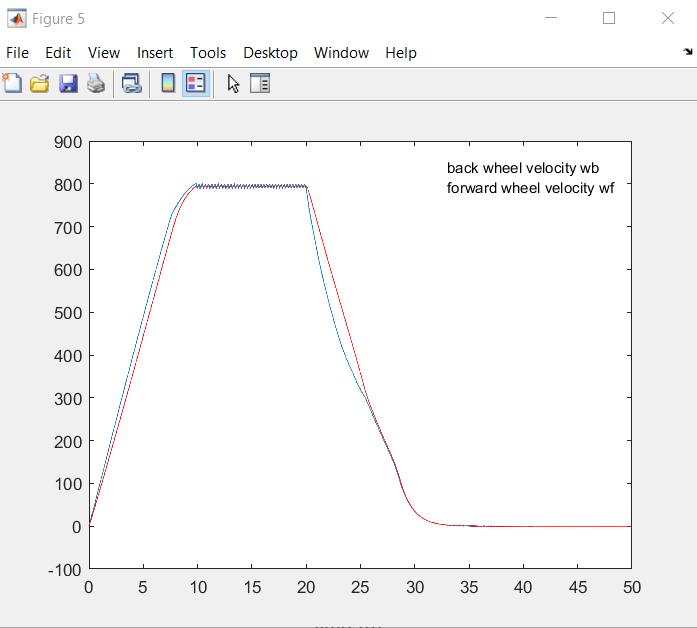 Figure 5
File Edit View Insert Tools Desktop Window Help
900
800
700
600
500
400
300
200
100
0
-100
back wheel velocity wb
forward wheel velocity wf
0 5 10 15 20 25 30 35 40 45 50